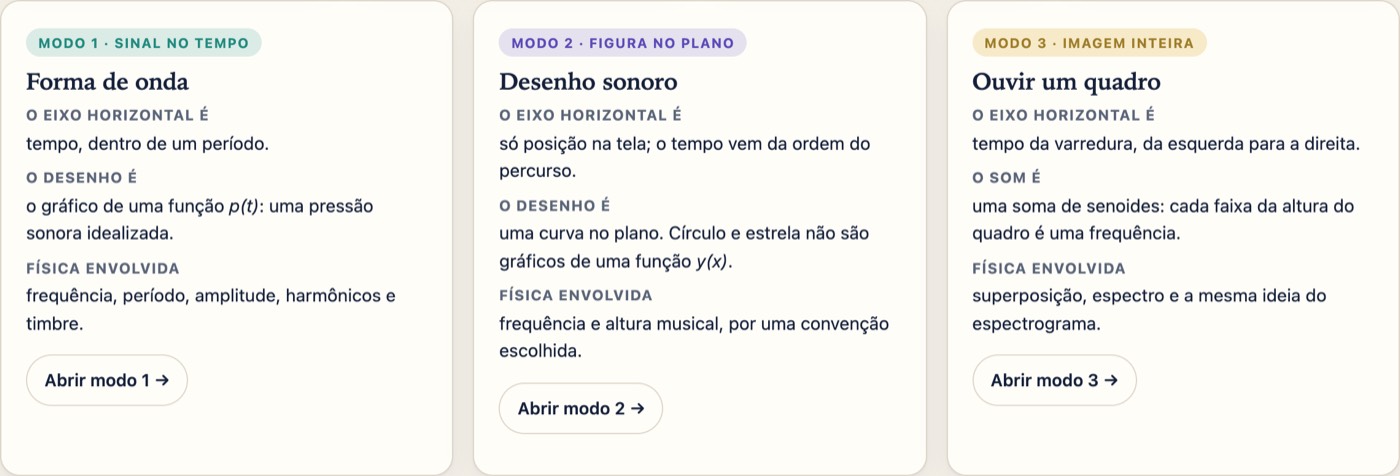 MODO 1 · SINAL NO TEMPO
Forma de onda
O EIXO HORIZONTAL É
tempo, dentro de um período.
O DESENHO É
o gráfico de uma função p(t): uma pressão
sonora idealizada.
FÍSICA ENVOLVIDA
frequência, período, amplitude, harmônicos e
timbre.
Abrir modo 1 →
MODO 2 · FIGURA NO PLANO
Desenho sonoro
O EIXO HORIZONTAL É
só posição na tela; o tempo vem da ordem do
percurso.
O DESENHO É
uma curva no plano. Círculo e estrela não são
gráficos de uma função y(x).
FÍSICA ENVOLVIDA
frequência e altura musical, por uma convenção
escolhida.
Abrir modo 2 →
MODO 3 · IMAGEM INTEIRA
Ouvir um quadro
O EIXO HORIZONTAL É
tempo da varredura, da esquerda para a direita.
O SOM É
uma soma de senoides: cada faixa da altura do
quadro é uma frequência.
FÍSICA ENVOLVIDA
superposição, espectro e a mesma ideia do
espectrograma.
Abrir modo 3 →